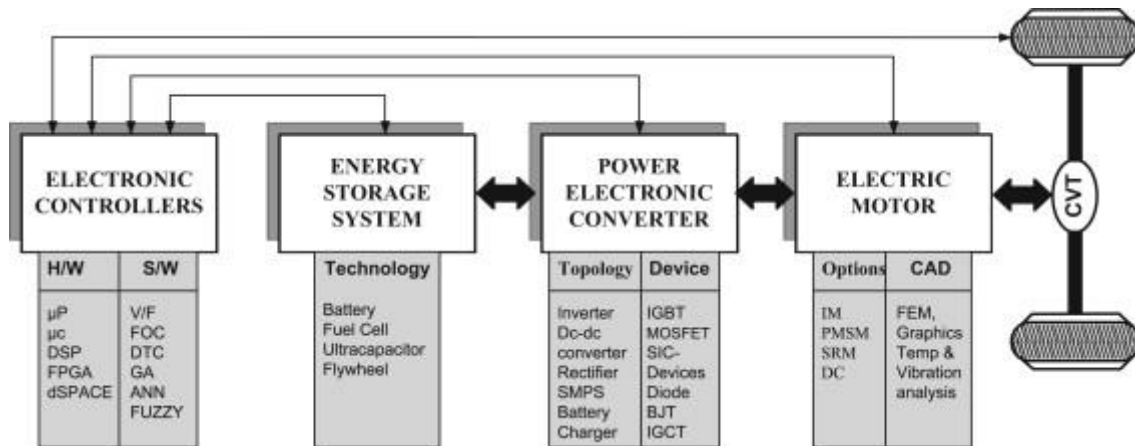 ELECTRONIC
CONTROLLERS
H/W
µP
µc
DSP
FPGA
dSPACE
S/W
V/F
FOC
DTC
GA
ANN
FUZZY
ENERGY
STORAGE
SYSTEM
Technology
Battery
Fuel Cell
Ultracapacitor
Flywheel
POWER
ELECTRONIC
CONVERTER
Topology
Inverter
Dc-dc
converter
Rectifier
SMPS
Battery
Charger
Device
IGBT
MOSFET
SIC-
Devices
Diode
BJT
IGCT
ELECTRIC
MOTOR
Options
IM
PMSM
SRM
DC
CAD
FEM,
Graphics
Temp &
Vibration
analysis
CVT